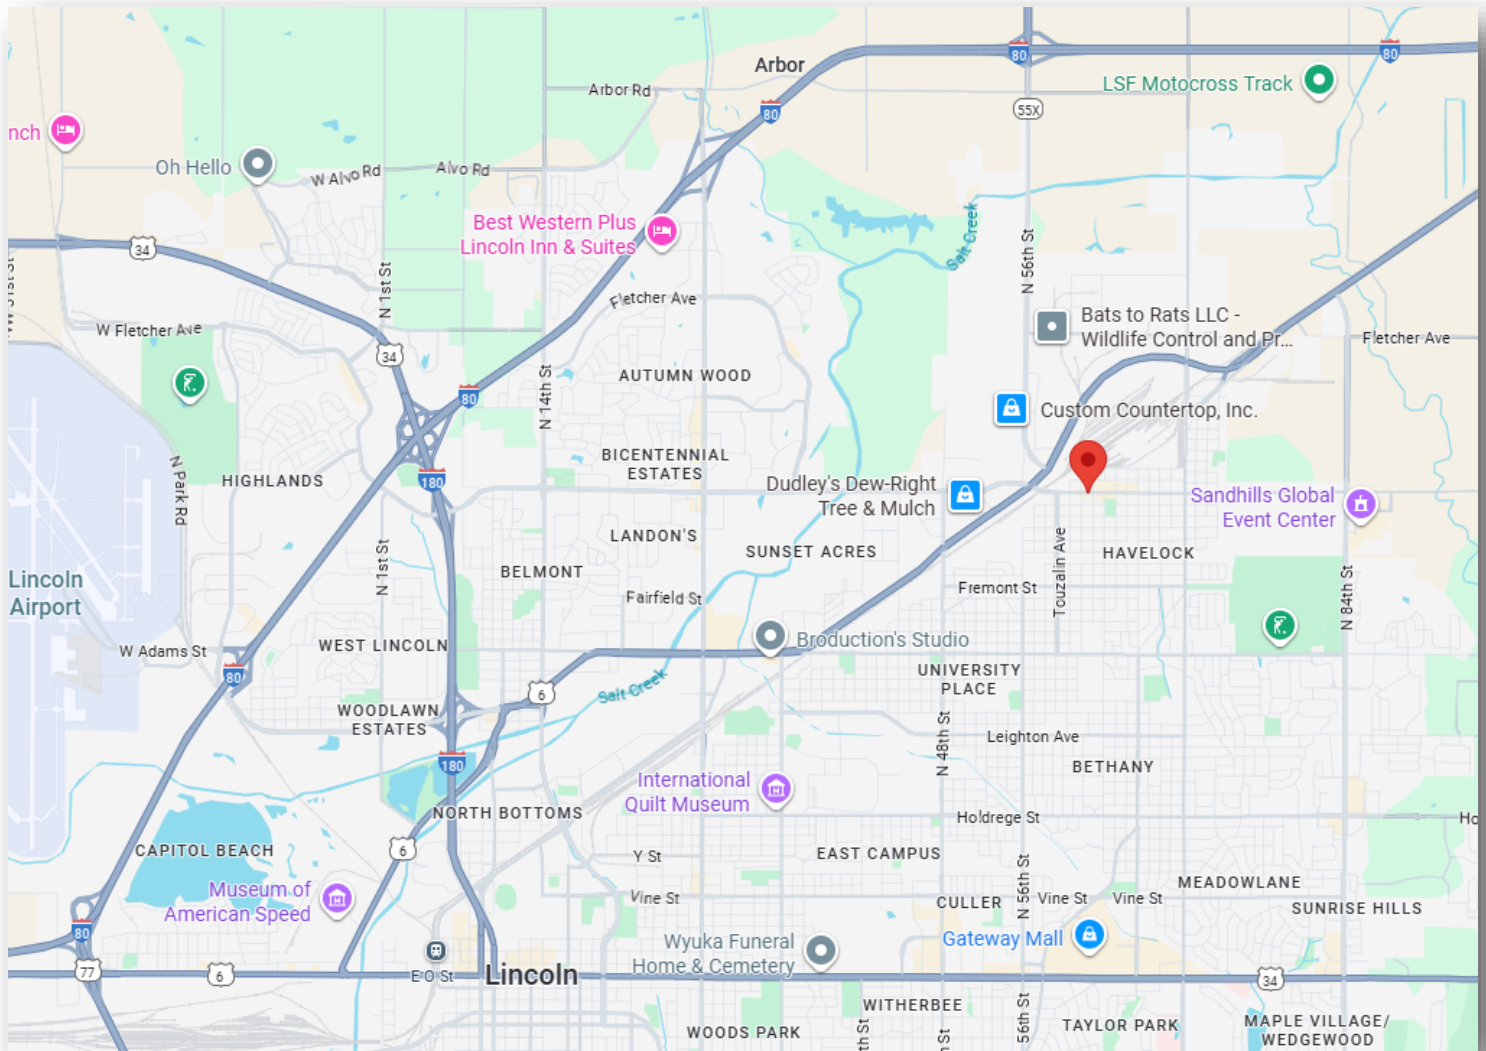 Arbor
80
80
LSF Motocross Track
Arbor Rd
55X
80
nch
Oh Hello
W Alvo Rd
Alvo Rd
Best Western Plus
Lincoln Inn & Suites
Salt Creek
34
N 1st St
N 56th St
Fletcher Ave
W Fletcher Ave
Bats to Rats LLC -
Wildlife Control and Pr...
Fletcher Ave
34
AUTUMN WOOD
N 14th St
80
Custom Countertop, Inc.
BICENTENNIAL
ESTATES
HIGHLANDS
180
N Park Rd
Dudley's Dew-Right
Tree & Mulch
Sandhills Global
Event Center
LANDON'S
SUNSET ACRES
HAVELOCK
Touzalin Ave
N 1st St
BELMONT
Lincoln
Airport
Fremont St
Fairfield St
N 84th St
Broduction's Studio
WEST LINCOLN
W Adams St
80
UNIVERSITY
PLACE
Salt Creek
6
WOODLAWN
ESTATES
N 48th St
Leighton Ave
180
BETHANY
International
Quilt Museum
NORTH BOTTOMS
Holdrege St
Ho
6
CAPITOL BEACH
Y St
EAST CAMPUS
Museum of
American Speed
Vine St
CULLER
N 56th St
Vine St
Vine St
MEADOWLANE
SUNRISE HILLS
80
Gateway Mall
Wyuka Funeral
Home & Cemetery
77
6
E O St
Lincoln
34
WITHERBEE
56th St
TAYLOR PARK
MAPLE VILLAGE/
WEDGEWOOD
WOODS PARK
th St
St